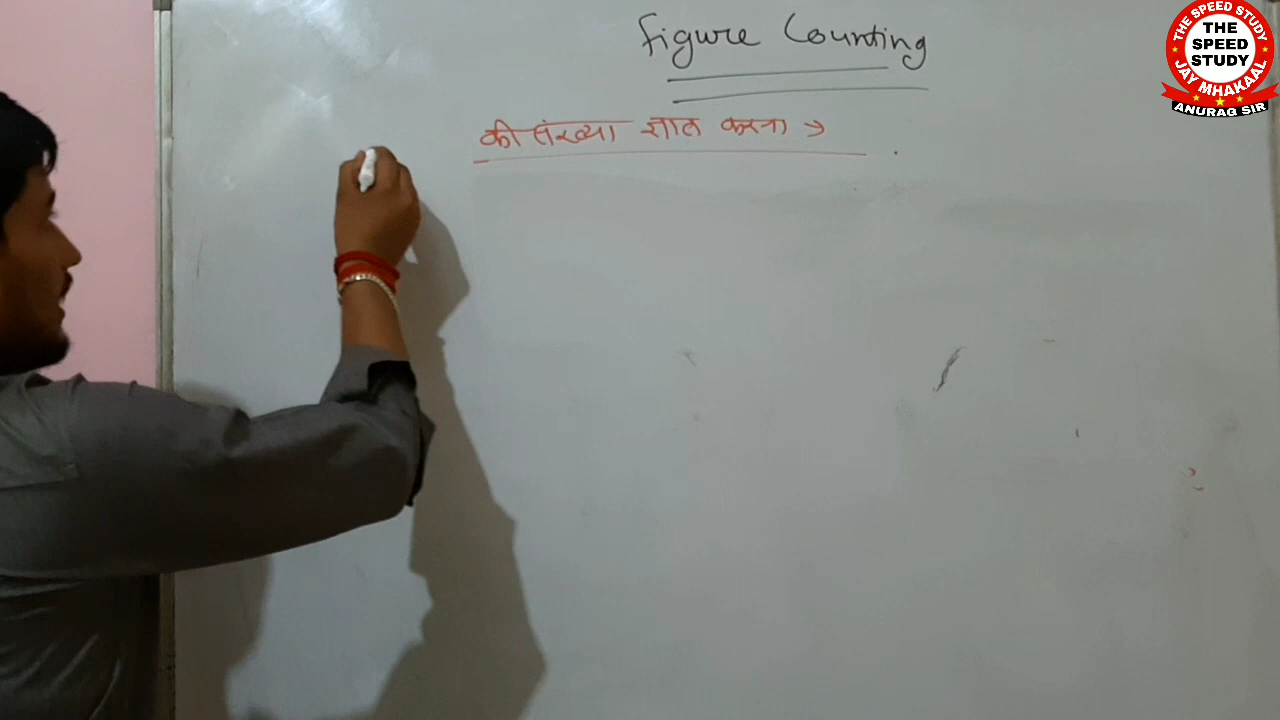 Figure Counting
की संख्या ज्ञात करना →
THE SPEED STUDY
THE
SPEED
STUDY
JAY MHAKAAL
ANURAG SIR